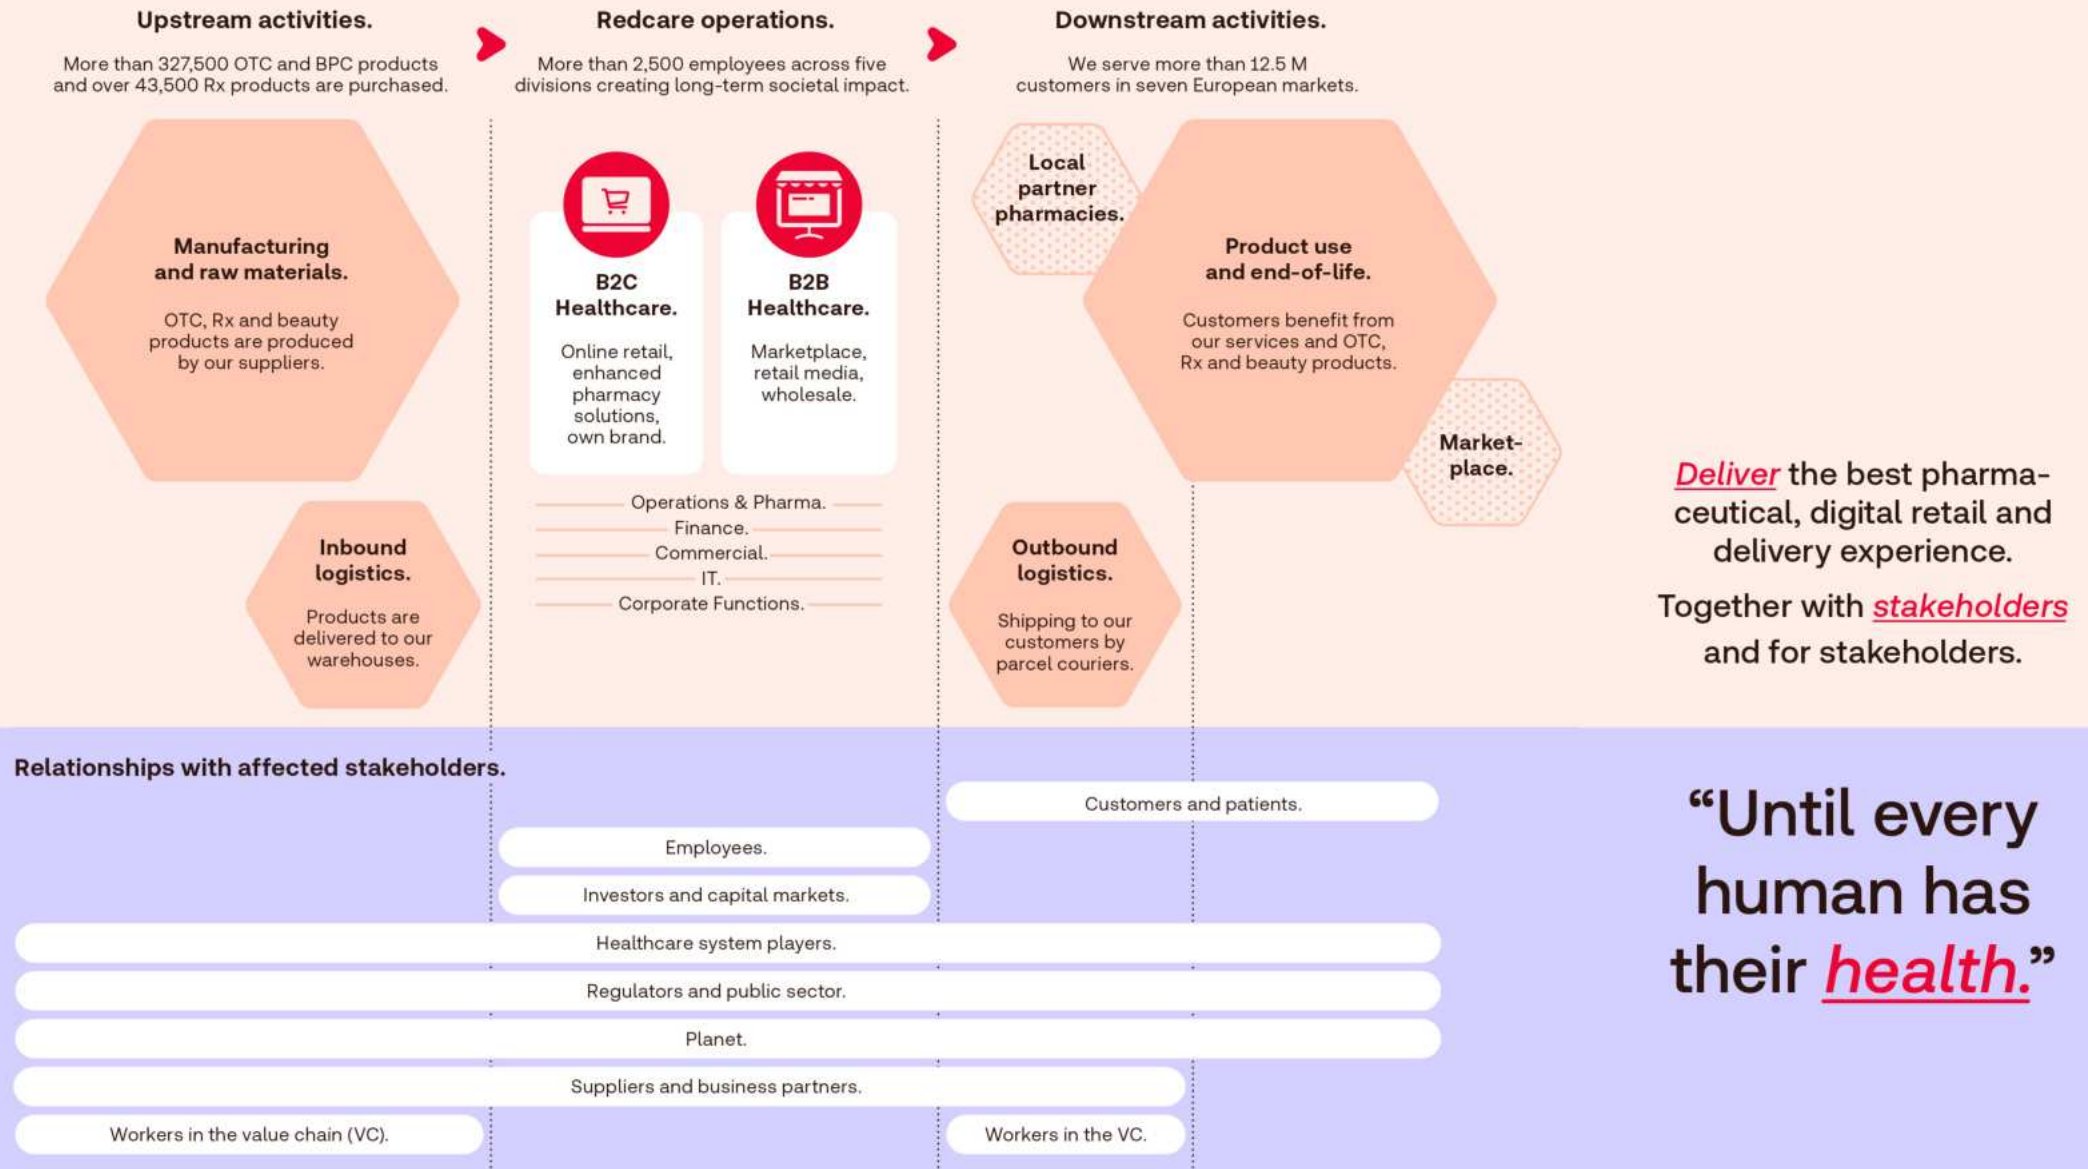 Upstream activities.
More than 327,500 OTC and BPC products
and over 43,500 Rx products are purchased.
Redcare operations.
More than 2,500 employees across five
divisions creating long-term societal impact.
Downstream activities.
We serve more than 12.5 M
customers in seven European markets.
Manufacturing
and raw materials.
OTC, Rx and beauty
products are produced
by our suppliers.
Inbound
logistics.
Products are
delivered to our
warehouses.
B2C
Healthcare.
Online retail,
enhanced
pharmacy
solutions,
own brand.
B2B
Healthcare.
Marketplace,
retail media,
wholesale.
Operations & Pharma.
Finance.
Commercial.
IT.
Corporate Functions.
Local
partner
pharmacies.
Product use
and end-of-life.
Customers benefit from
our services and OTC,
Rx and beauty products.
Market-
place.
Outbound
logistics.
Shipping to our
customers by
parcel couriers.
Deliver the best pharma-
ceutical, digital retail and
delivery experience.
Together with stakeholders
and for stakeholders.
Relationships with affected stakeholders.
Customers and patients.
Employees.
Investors and capital markets.
Healthcare system players.
Regulators and public sector.
Planet.
Suppliers and business partners.
Workers in the value chain (VC).
Workers in the VC.
“Until every
human has
their health.”